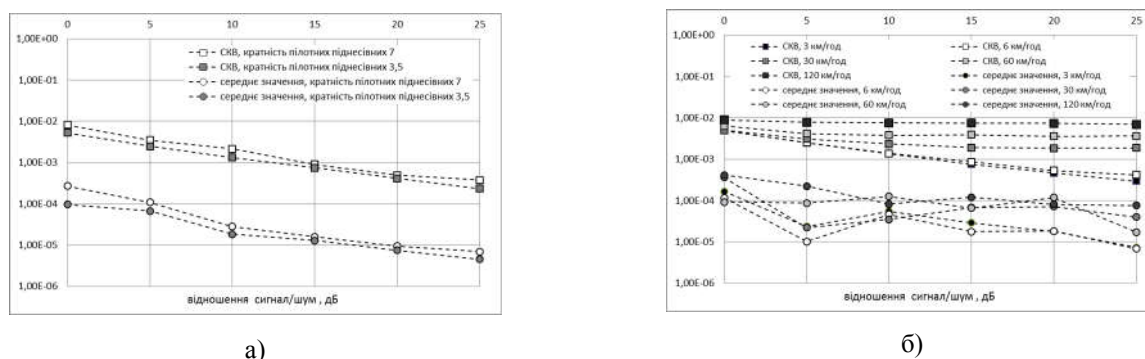 0 5 10 15 20 25
1,00E+00
СКВ, кратність пілотних піднесівних 7
СКВ, кратність пілотних піднесівних 3,5
1,00E-01
середнє значення, кратність пілотних піднесівних 7
середнє значення, кратність пілотних піднесівних 3,5
1,00E-02
1,00E-03
1,00E-04
1,00E-05
1,00E-06
відношення сигнал/шум , дБ
а)
0 5 10 15 20 25
1,00E+00
СКВ, 3 км/год СКВ, 6 км/год
СКВ, 30 км/год СКВ, 60 км/год
1,00E-01
СКВ, 120 км/год середнє значення, 3 км/год
середнє значення, 6 км/год середнє значення, 30 км/год
середнє значення, 60 км/год середнє значення, 120 км/год
1,00E-02
1,00E-03
1,00E-04
1,00E-05
1,00E-06
відношення сигнал/шум , дБ
б)